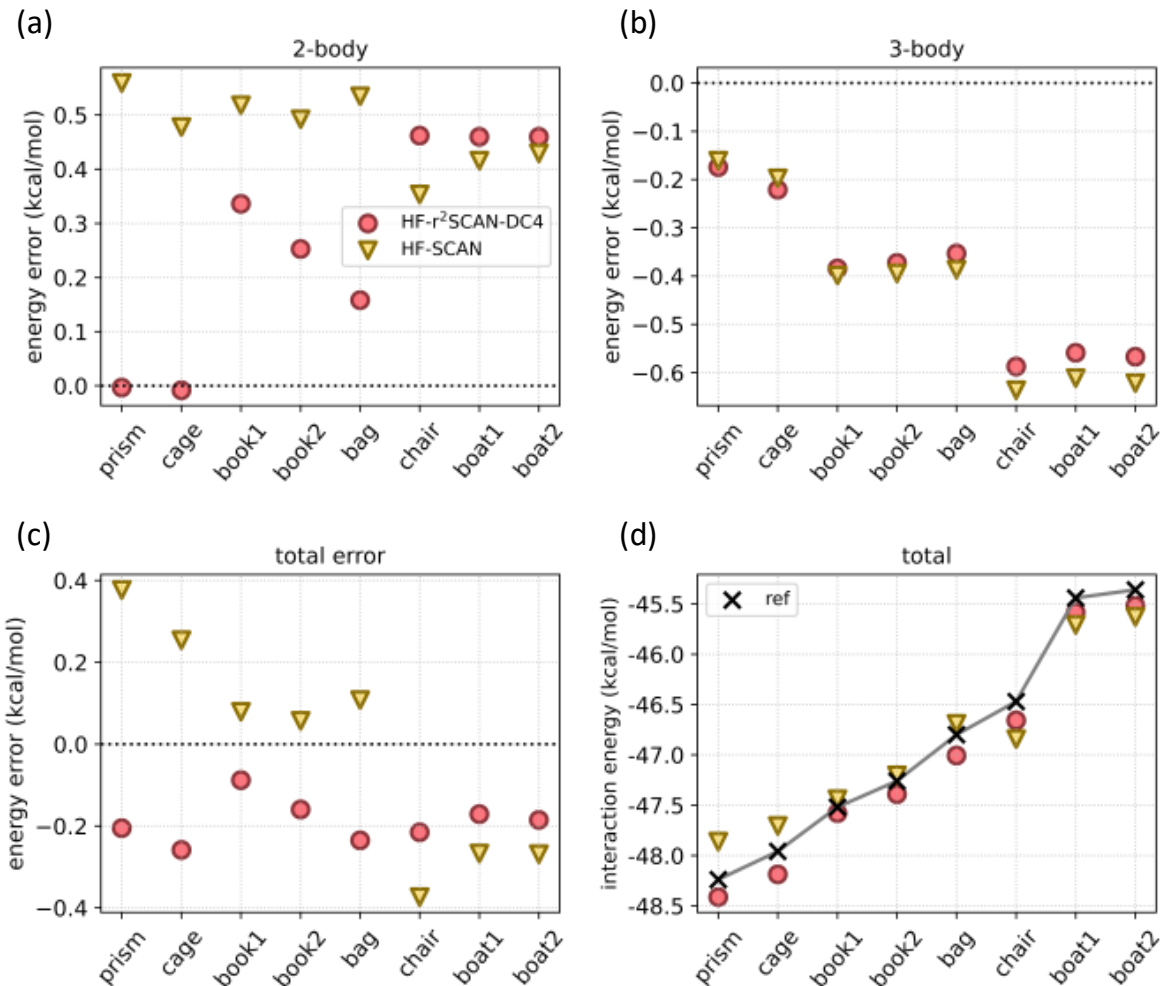 (a)
2-body
energy error (kcal/mol)
0.5
0.4
0.3
0.2
0.1
0.0
HF-r²SCAN-DC4
HF-SCAN
prism
cage
book1
book2
bag
chair
boat1
boat2
(b)
3-body
energy error (kcal/mol)
0.0
−0.1
−0.2
−0.3
−0.4
−0.5
−0.6
prism
cage
book1
book2
bag
chair
boat1
boat2
(c)
total error
energy error (kcal/mol)
0.4
0.2
0.0
−0.2
−0.4
prism
cage
book1
book2
bag
chair
boat1
boat2
(d)
total
interaction energy (kcal/mol)
ref
-45.5
-46.0
-46.5
-47.0
-47.5
-48.0
-48.5
prism
cage
book1
book2
bag
chair
boat1
boat2